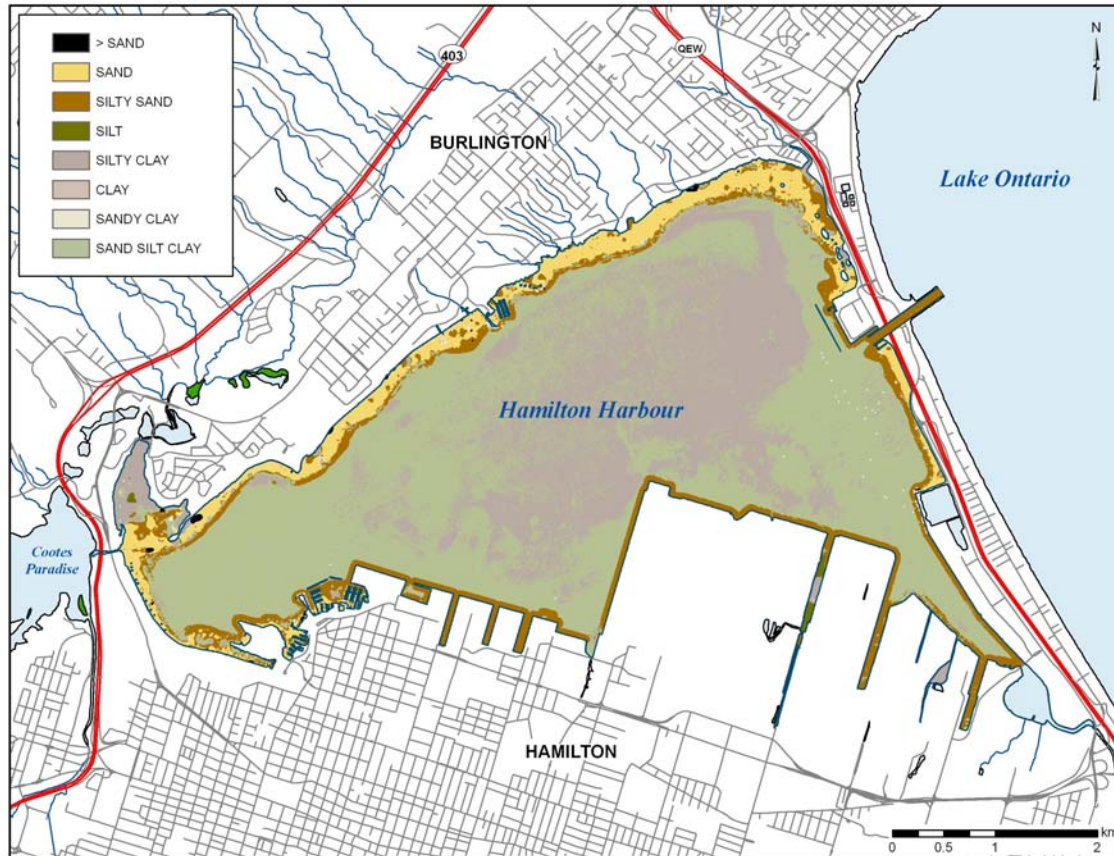 > SAND
SAND
SILTY SAND
SILT
SILTY CLAY
CLAY
SANDY CLAY
SAND SILT CLAY
403
QEW
N
BURLINGTON
Lake Ontario
Hamilton Harbour
Cootes
Paradise
HAMILTON
km
0 0.5 1 2